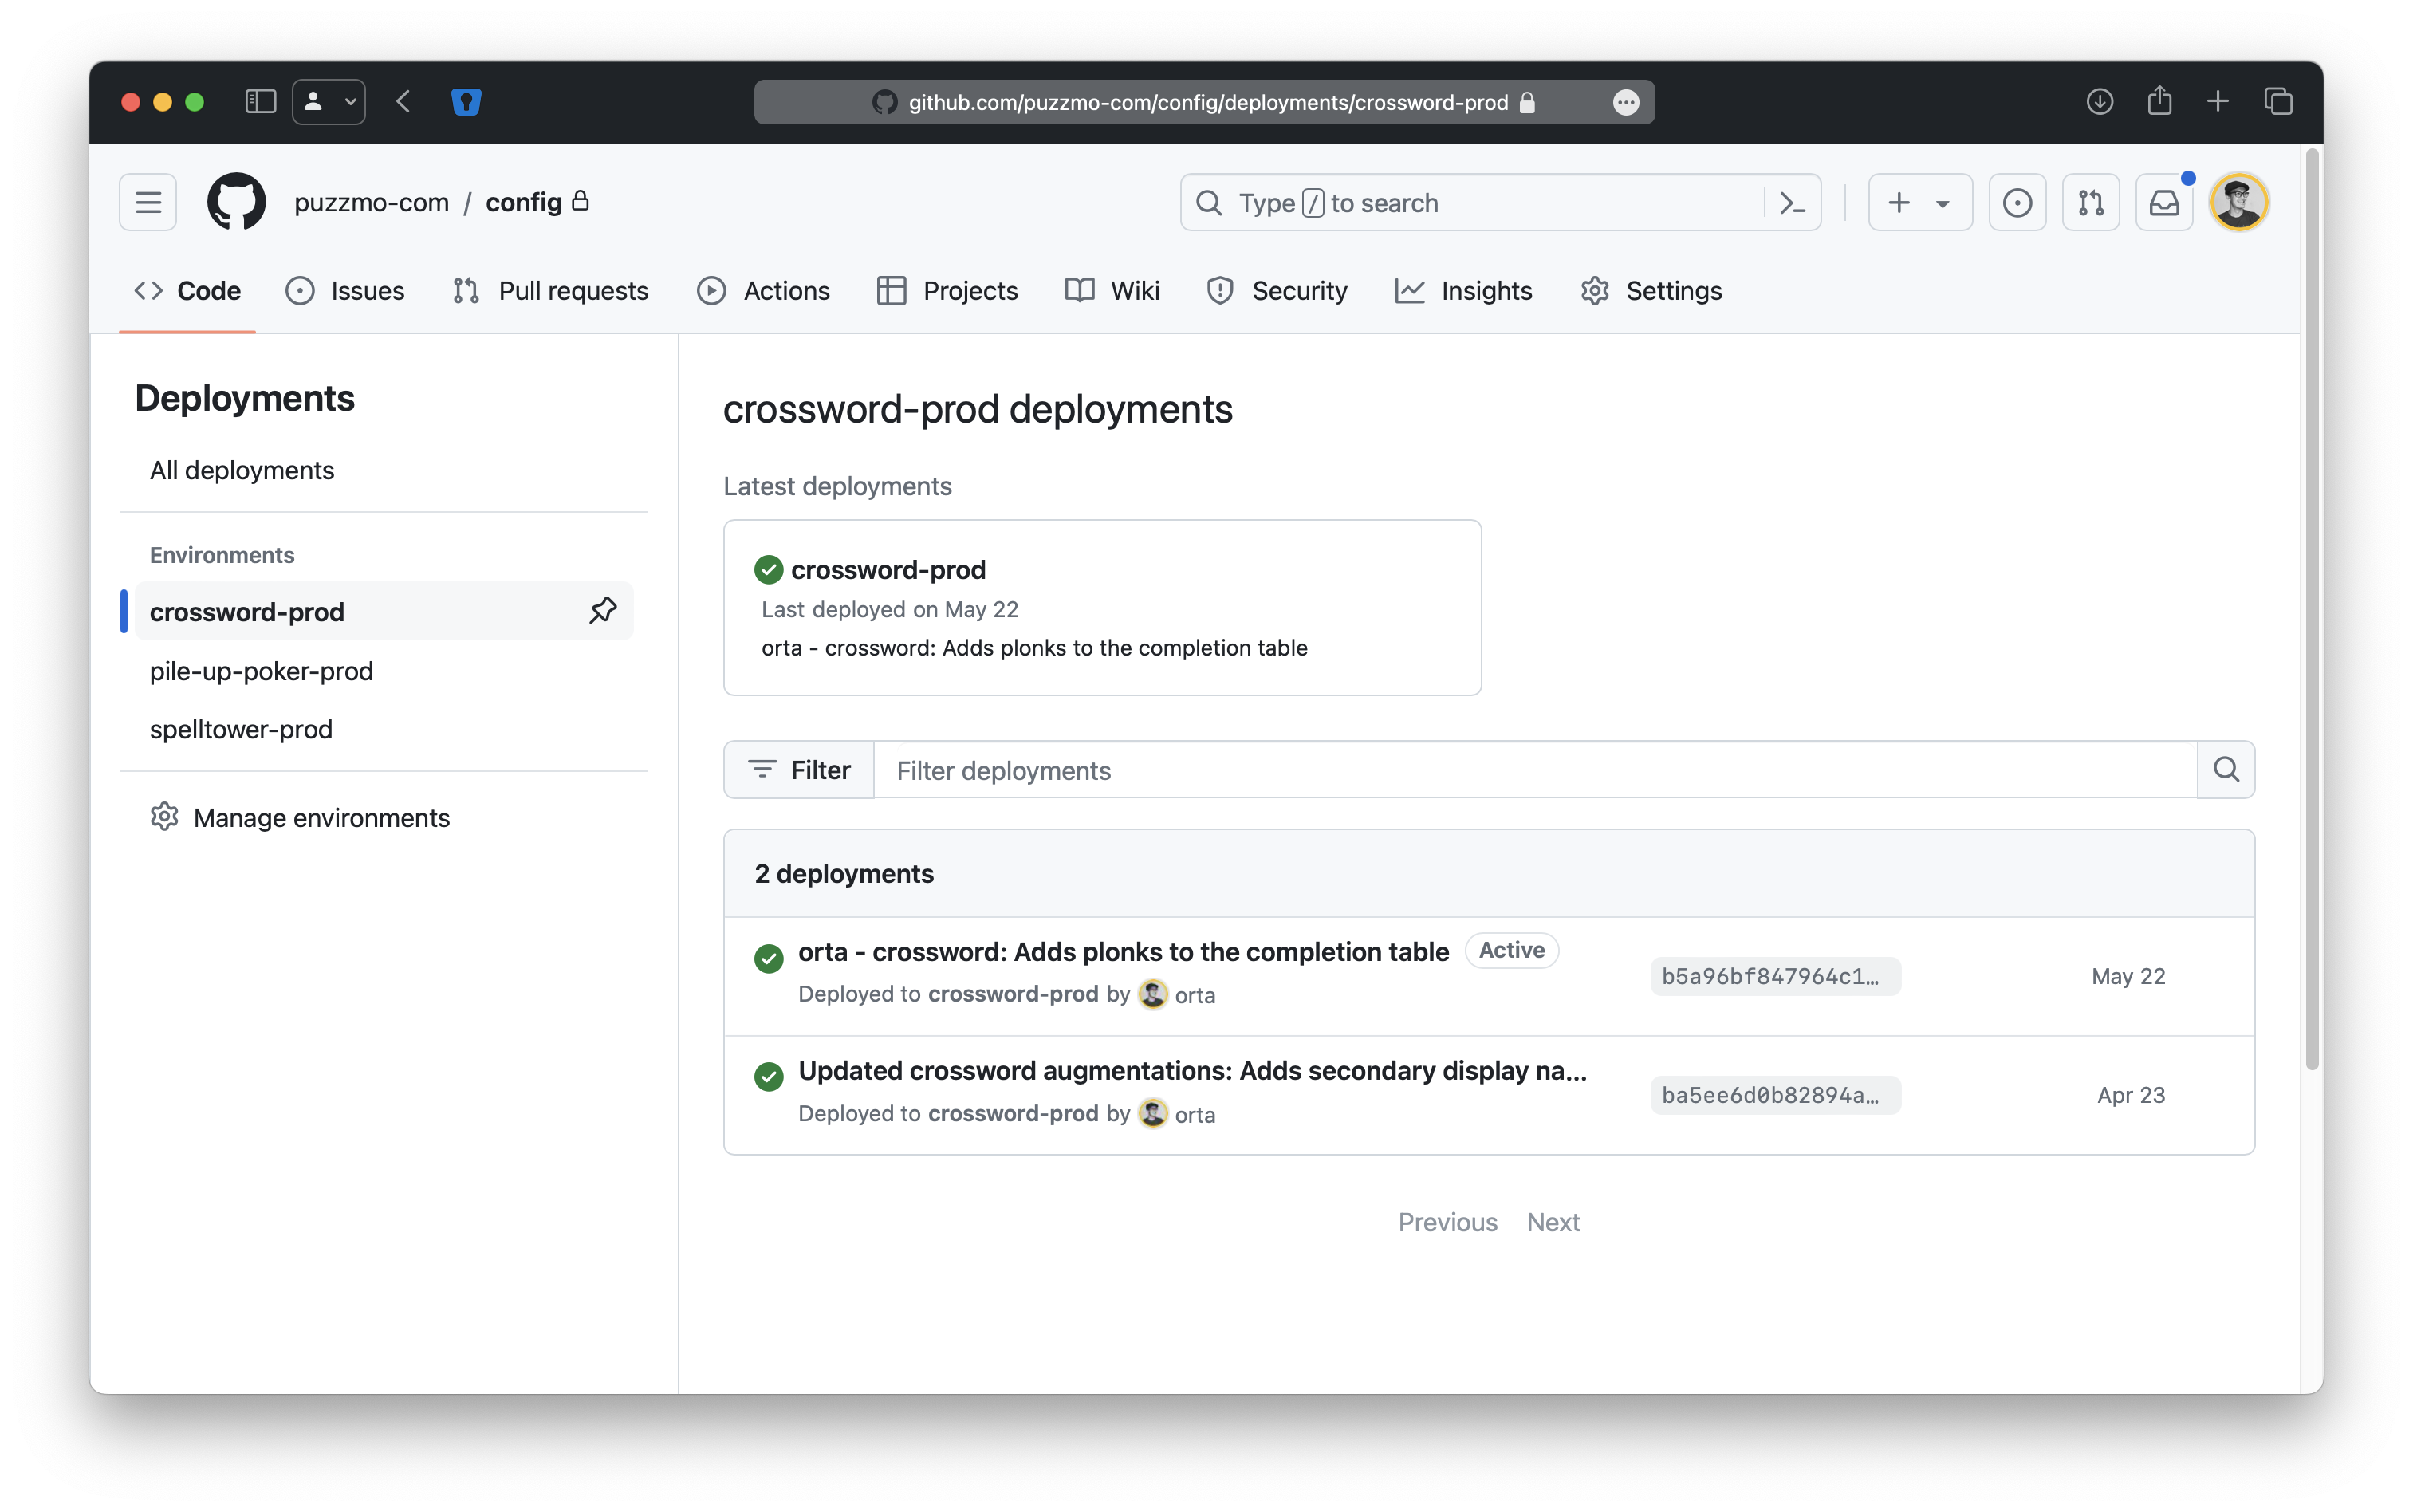 github.com/puzzmo-com/config/deployments/crossword-prod
puzzmo-com / config
Type / to search
Code Issues Pull requests Actions Projects Wiki Security Insights Settings
Deployments
All deployments
Environments
crossword-prod
pile-up-poker-prod
spelltower-prod
Manage environments
crossword-prod deployments
Latest deployments
crossword-prod
Last deployed on May 22
orta - crossword: Adds plonks to the completion table
Filter Filter deployments
2 deployments
orta - crossword: Adds plonks to the completion table Active
Deployed to crossword-prod by orta
b5a96bf847964c1…
May 22
Updated crossword augmentations: Adds secondary display na...
Deployed to crossword-prod by orta
ba5ee6d0b82894a…
Apr 23
Previous Next